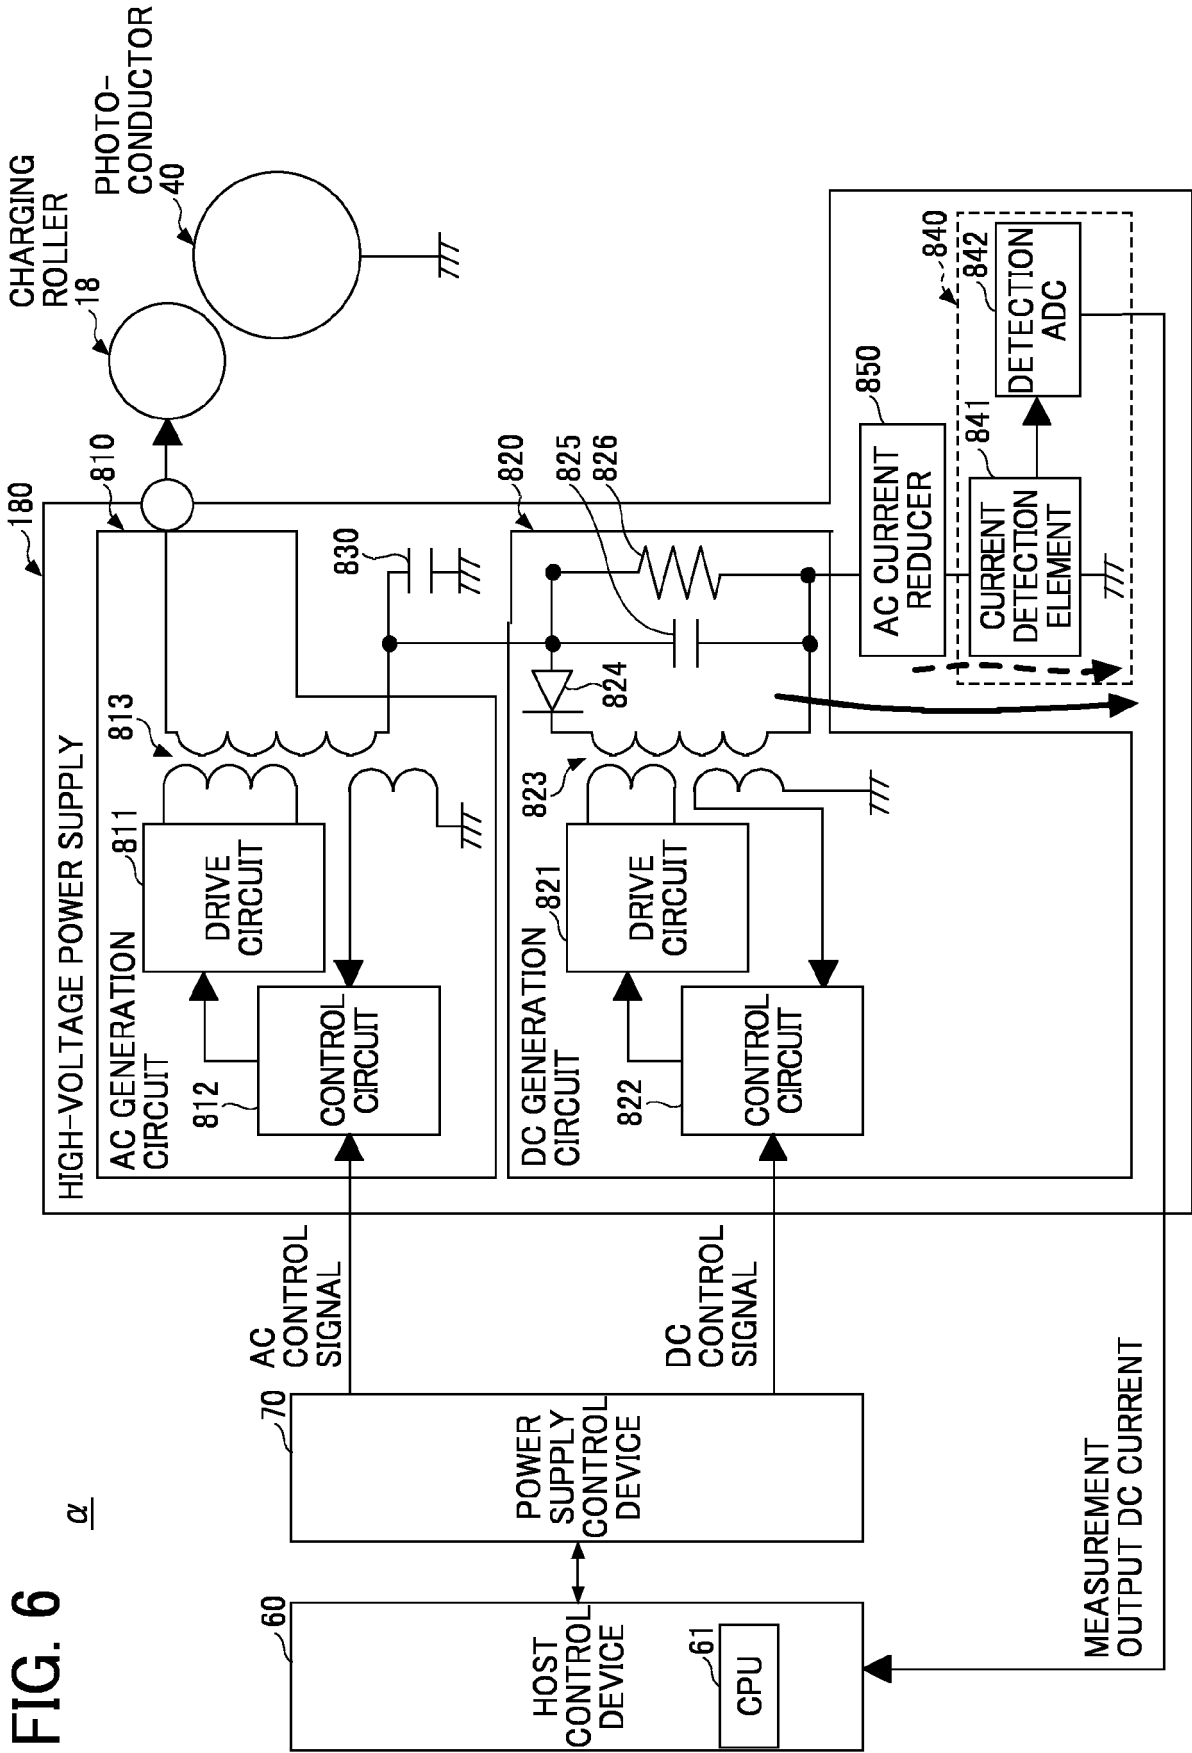 FIG. 6
α
CHARGING
ROLLER
18
PHOTO-
CONDUCTOR
40
180
HIGH-VOLTAGE POWER SUPPLY
810
AC GENERATION
CIRCUIT
811
DRIVE
CIRCUIT
813
812
CONTROL
CIRCUIT
830
820
825
826
DC GENERATION
CIRCUIT
821
DRIVE
CIRCUIT
823
824
822
CONTROL
CIRCUIT
850
AC CURRENT
REDUCER
840
841
CURRENT
DETECTION
ELEMENT
842
DETECTION
ADC
AC
CONTROL
SIGNAL
DC
CONTROL
SIGNAL
70
POWER
SUPPLY
CONTROL
DEVICE
60
HOST
CONTROL
DEVICE
61
CPU
MEASUREMENT
OUTPUT DC CURRENT